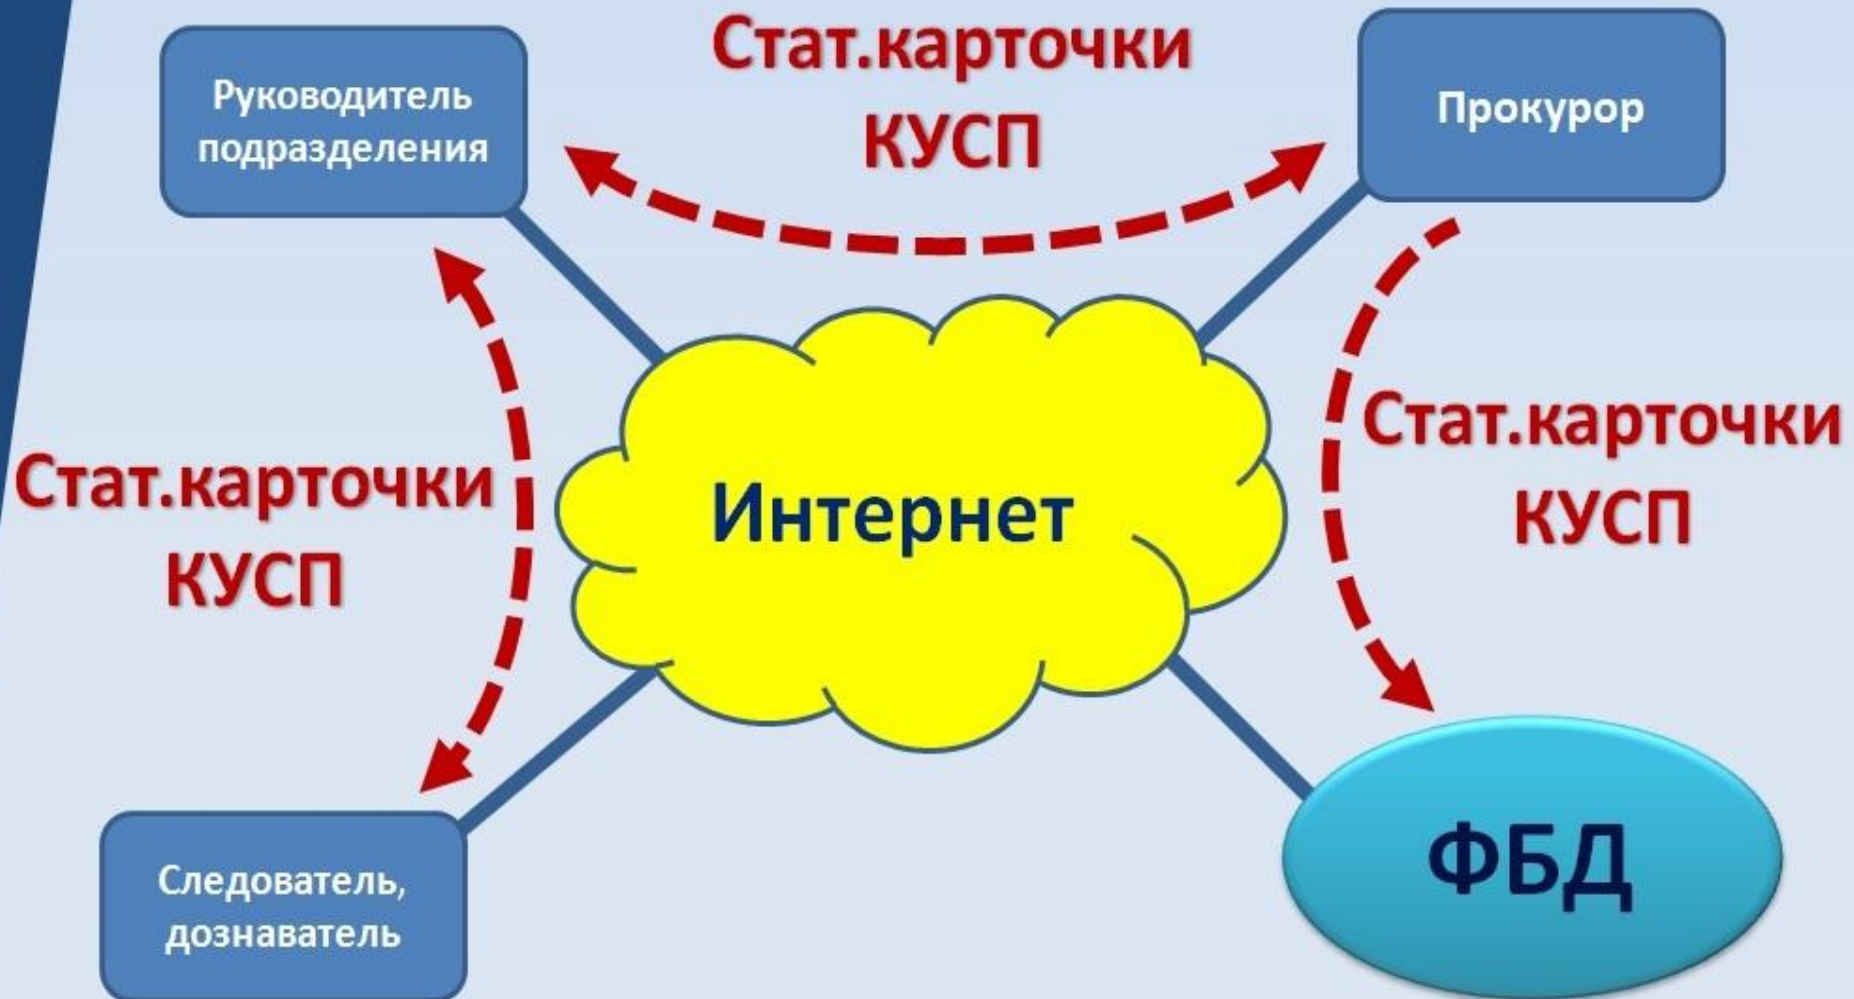 Руководитель
подразделения
Стат.карточки
КУСП
Прокурор
Стат.карточки
КУСП
Интернет
Стат.карточки
КУСП
Следователь,
дознаватель
ФБД